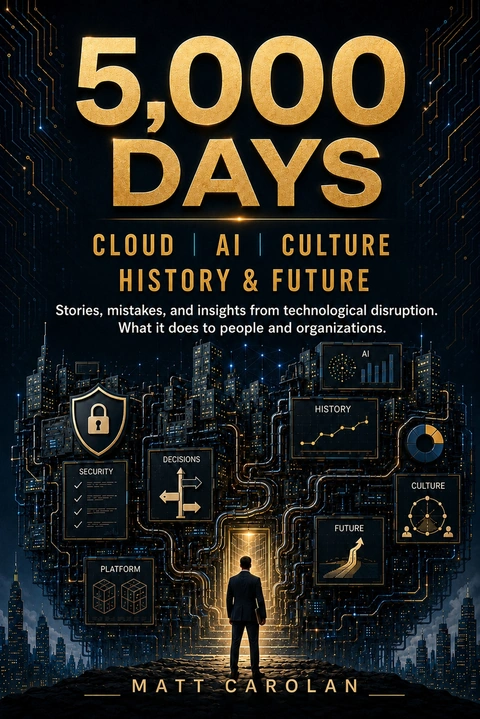 5,000
DAYS
CLOUD | AI | CULTURE
HISTORY & FUTURE
Stories, mistakes, and insights from technological disruption.
What it does to people and organizations.
AI
HISTORY
DECISIONS
SECURITY
CULTURE
FUTURE
PLATFORM
MATT CAROLAN